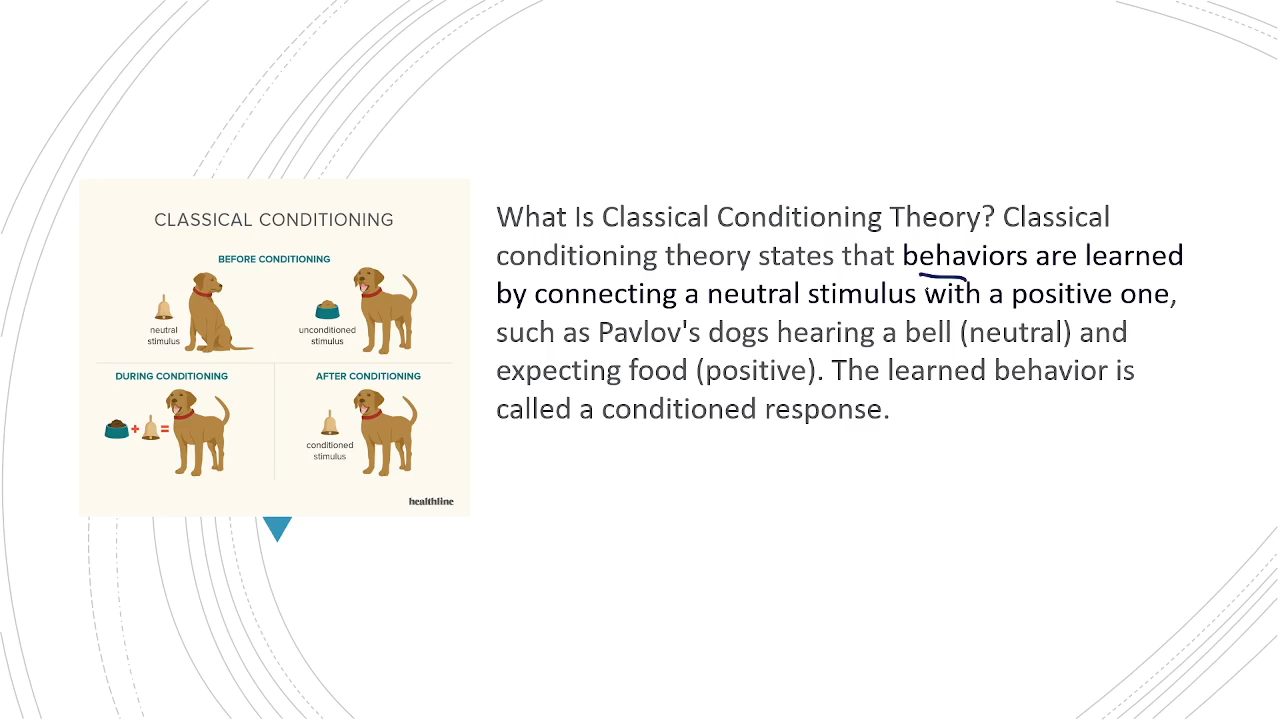 CLASSICAL CONDITIONING
BEFORE CONDITIONING
neutral
stimulus
unconditioned
stimulus
DURING CONDITIONING
AFTER CONDITIONING
conditioned
stimulus
healthline
What Is Classical Conditioning Theory? Classical
conditioning theory states that behaviors are learned
by connecting a neutral stimulus with a positive one,
such as Pavlov's dogs hearing a bell (neutral) and
expecting food (positive). The learned behavior is
called a conditioned response.